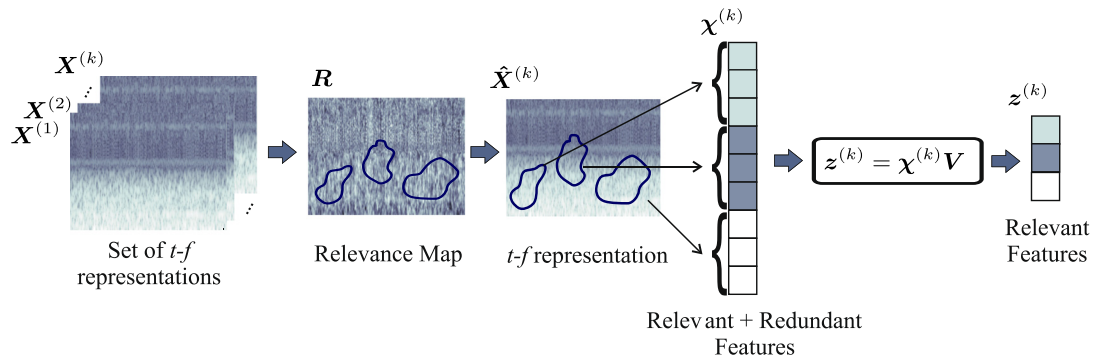 X^(k)
X^(2)
X^(1)
Set of t-f
representations
R
Relevance Map
X̂^(k)
t-f representation
χ^(k)
Relevant + Redundant
Features
z^(k) = χ^(k) V
z^(k)
Relevant
Features